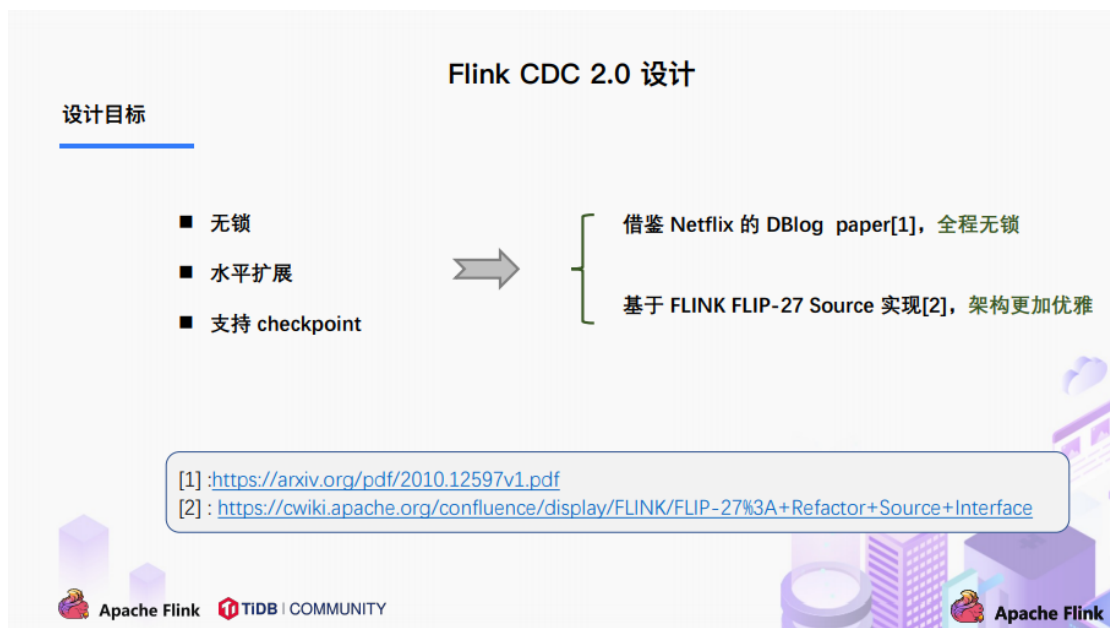 Flink CDC 2.0 设计
设计目标
■ 无锁
■ 水平扩展
■ 支持 checkpoint
借鉴 Netflix 的 DBlog paper[1]，全程无锁
基于 FLINK FLIP-27 Source 实现[2]，架构更加优雅
[1] :https://arxiv.org/pdf/2010.12597v1.pdf
[2] : https://cwiki.apache.org/confluence/display/FLINK/FLIP-27%3A+Refactor+Source+Interface
Apache Flink TiDB | COMMUNITY
Apache Flink